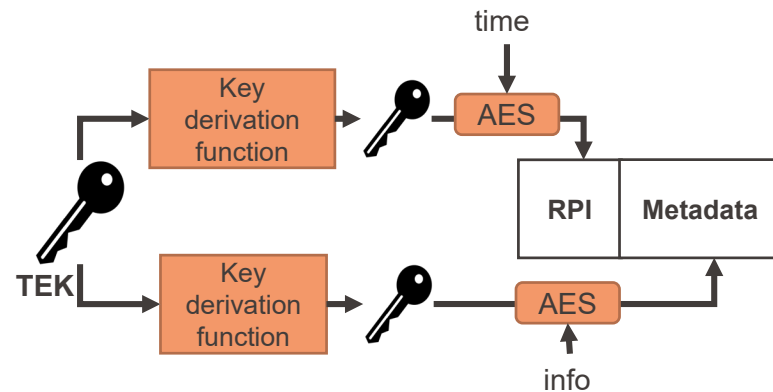 time
Key
derivation
function
AES
RPI
Metadata
TEK
Key
derivation
function
AES
info